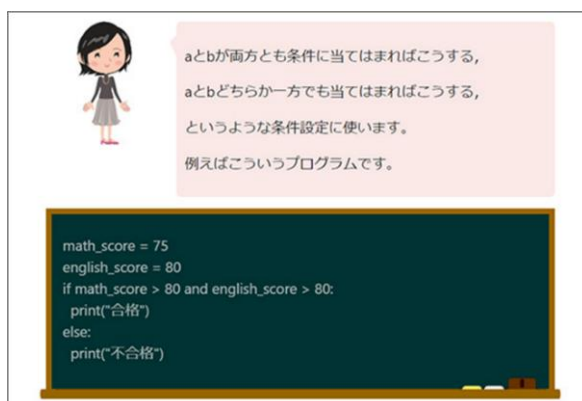 aとbが両方とも条件に当てはまればこうする,
aとbどちらか一方でも当てはまればこうする,
というような条件設定に使います。
例えばこういうプログラムです。
math_score = 75
english_score = 80
if math_score > 80 and english_score > 80:
  print("合格")
else:
  print("不合格")